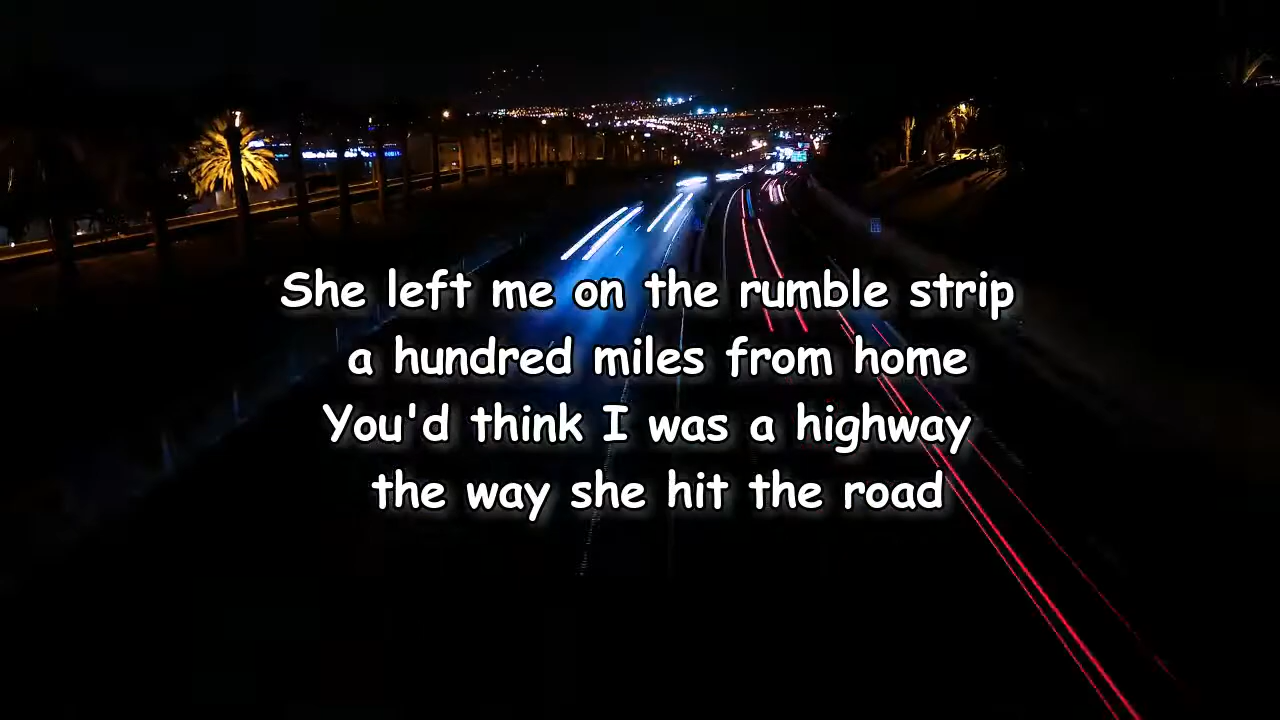 She left me on the rumble strip
a hundred miles from home
You'd think I was a highway
the way she hit the road